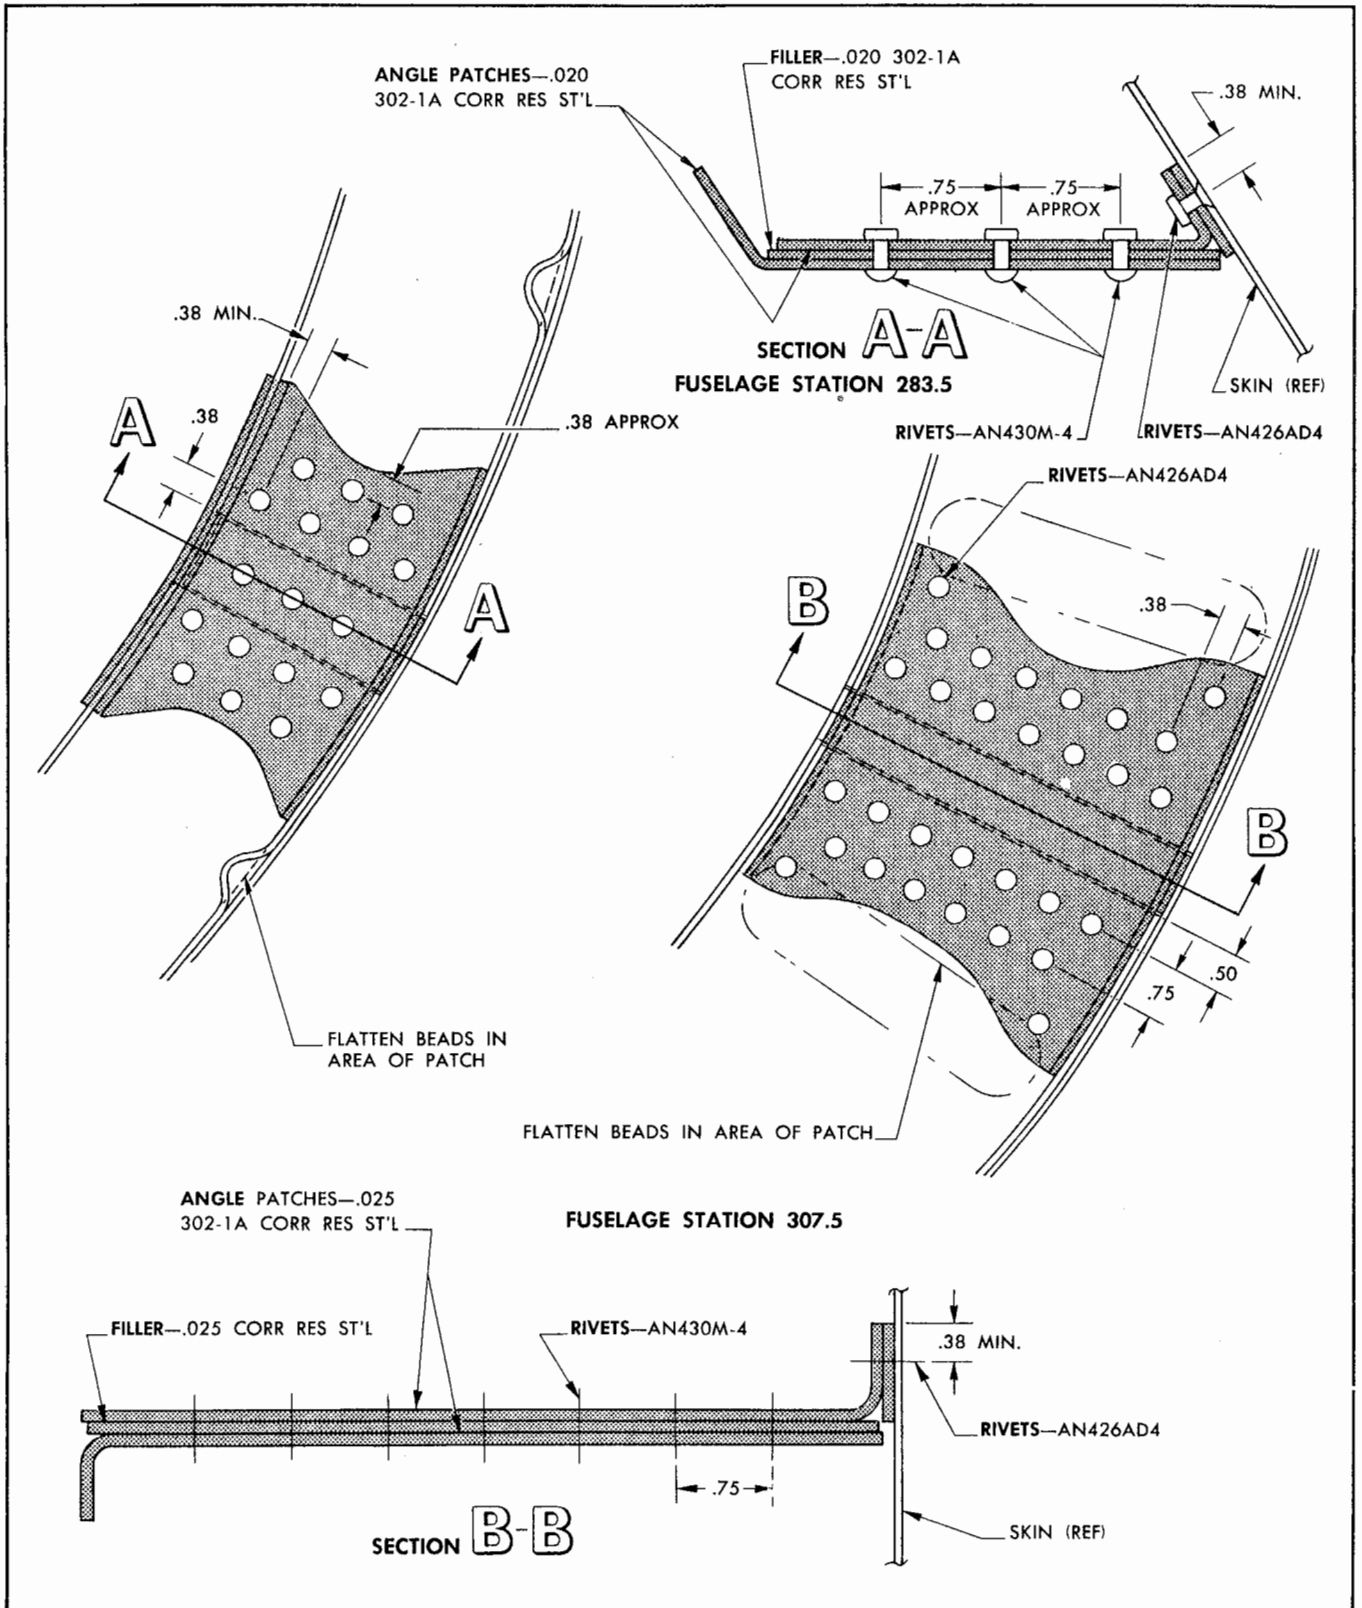 ANGLE PATCHES—.020
302-1A CORR RES ST'L
FILLER—.020 302-1A
CORR RES ST'L
.38 MIN.
.75
APPROX
.75
APPROX
SECTION A-A
FUSELAGE STATION 283.5
SKIN (REF)
RIVETS—AN430M-4
RIVETS—AN426AD4
.38 MIN.
.38
.38 APPROX
A
A
FLATTEN BEADS IN
AREA OF PATCH
RIVETS—AN426AD4
B
.38
B
.50
.75
FLATTEN BEADS IN AREA OF PATCH
FUSELAGE STATION 307.5
ANGLE PATCHES—.025
302-1A CORR RES ST'L
FILLER—.025 CORR RES ST'L
RIVETS—AN430M-4
.38 MIN.
RIVETS—AN426AD4
.75
SECTION B-B
SKIN (REF)